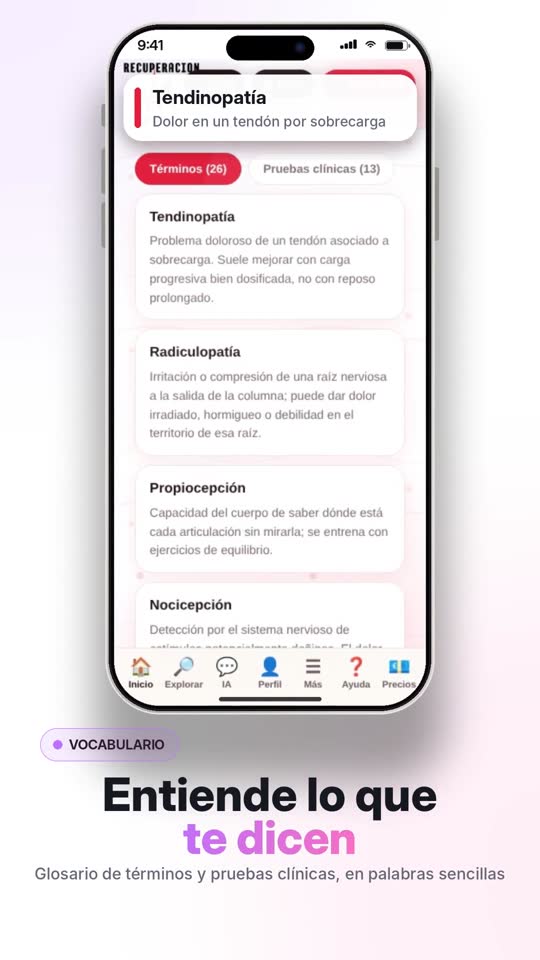 9:41
RECUPERACION
Tendinopatía
Dolor en un tendón por sobrecarga
Términos (26)
Pruebas clínicas (13)
Tendinopatía
Problema doloroso de un tendón asociado a
sobrecarga. Suele mejorar con carga
progresiva bien dosificada, no con reposo
prolongado.
Radiculopatía
Irritación o compresión de una raíz nerviosa
a la salida de la columna; puede dar dolor
irradiado, hormigueo o debilidad en el
territorio de esa raíz.
Propiocepción
Capacidad del cuerpo de saber dónde está
cada articulación sin mirarla; se entrena con
ejercicios de equilibrio.
Nocicepción
Detección por el sistema nervioso de
Inicio
Explorar
IA
Perfil
Más
Ayuda
Precios
VOCABULARIO
Entiende lo que
te dicen
Glosario de términos y pruebas clínicas, en palabras sencillas